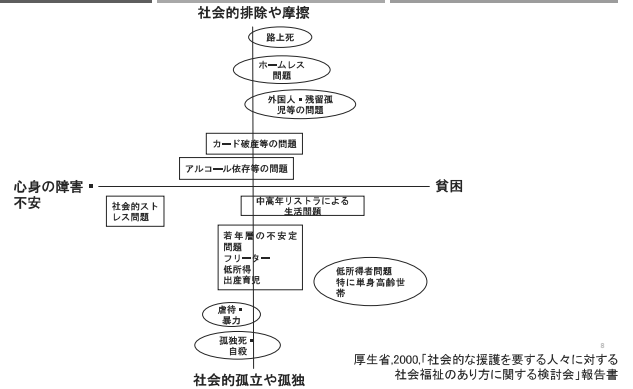 社会的排除や摩擦
路上死
ホームレス
問題
外国人・残留孤
児等の問題
カード破産等の問題
アルコール依存等の問題
心身の障害・
不安
貧困
社会的スト
レス問題
中高年リストラによる
生活問題
若年層の不安定
問題
フリーター
低所得
出産育児
低所得者問題
特に単身高齢世
帯
虐待・
暴力
孤独死・
自殺
社会的孤立や孤独
8
厚生省,2000,「社会的な援護を要する人々に対する
社会福祉のあり方に関する検討会」報告書